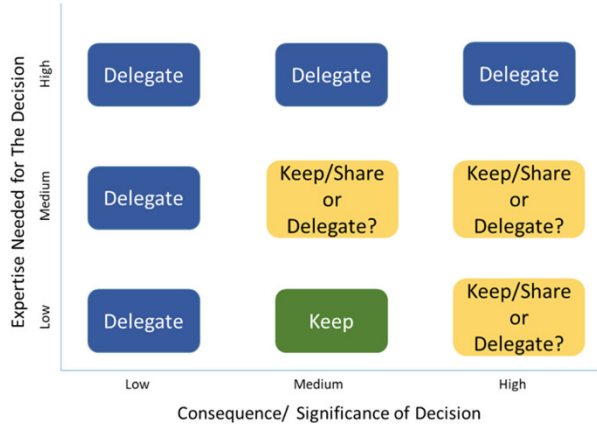 Expertise Needed for The Decision
High
Delegate
Delegate
Delegate
Medium
Delegate
Keep/Share
or
Delegate?
Keep/Share
or
Delegate?
Low
Delegate
Keep
Keep/Share
or
Delegate?
Low
Medium
High
Consequence/ Significance of Decision